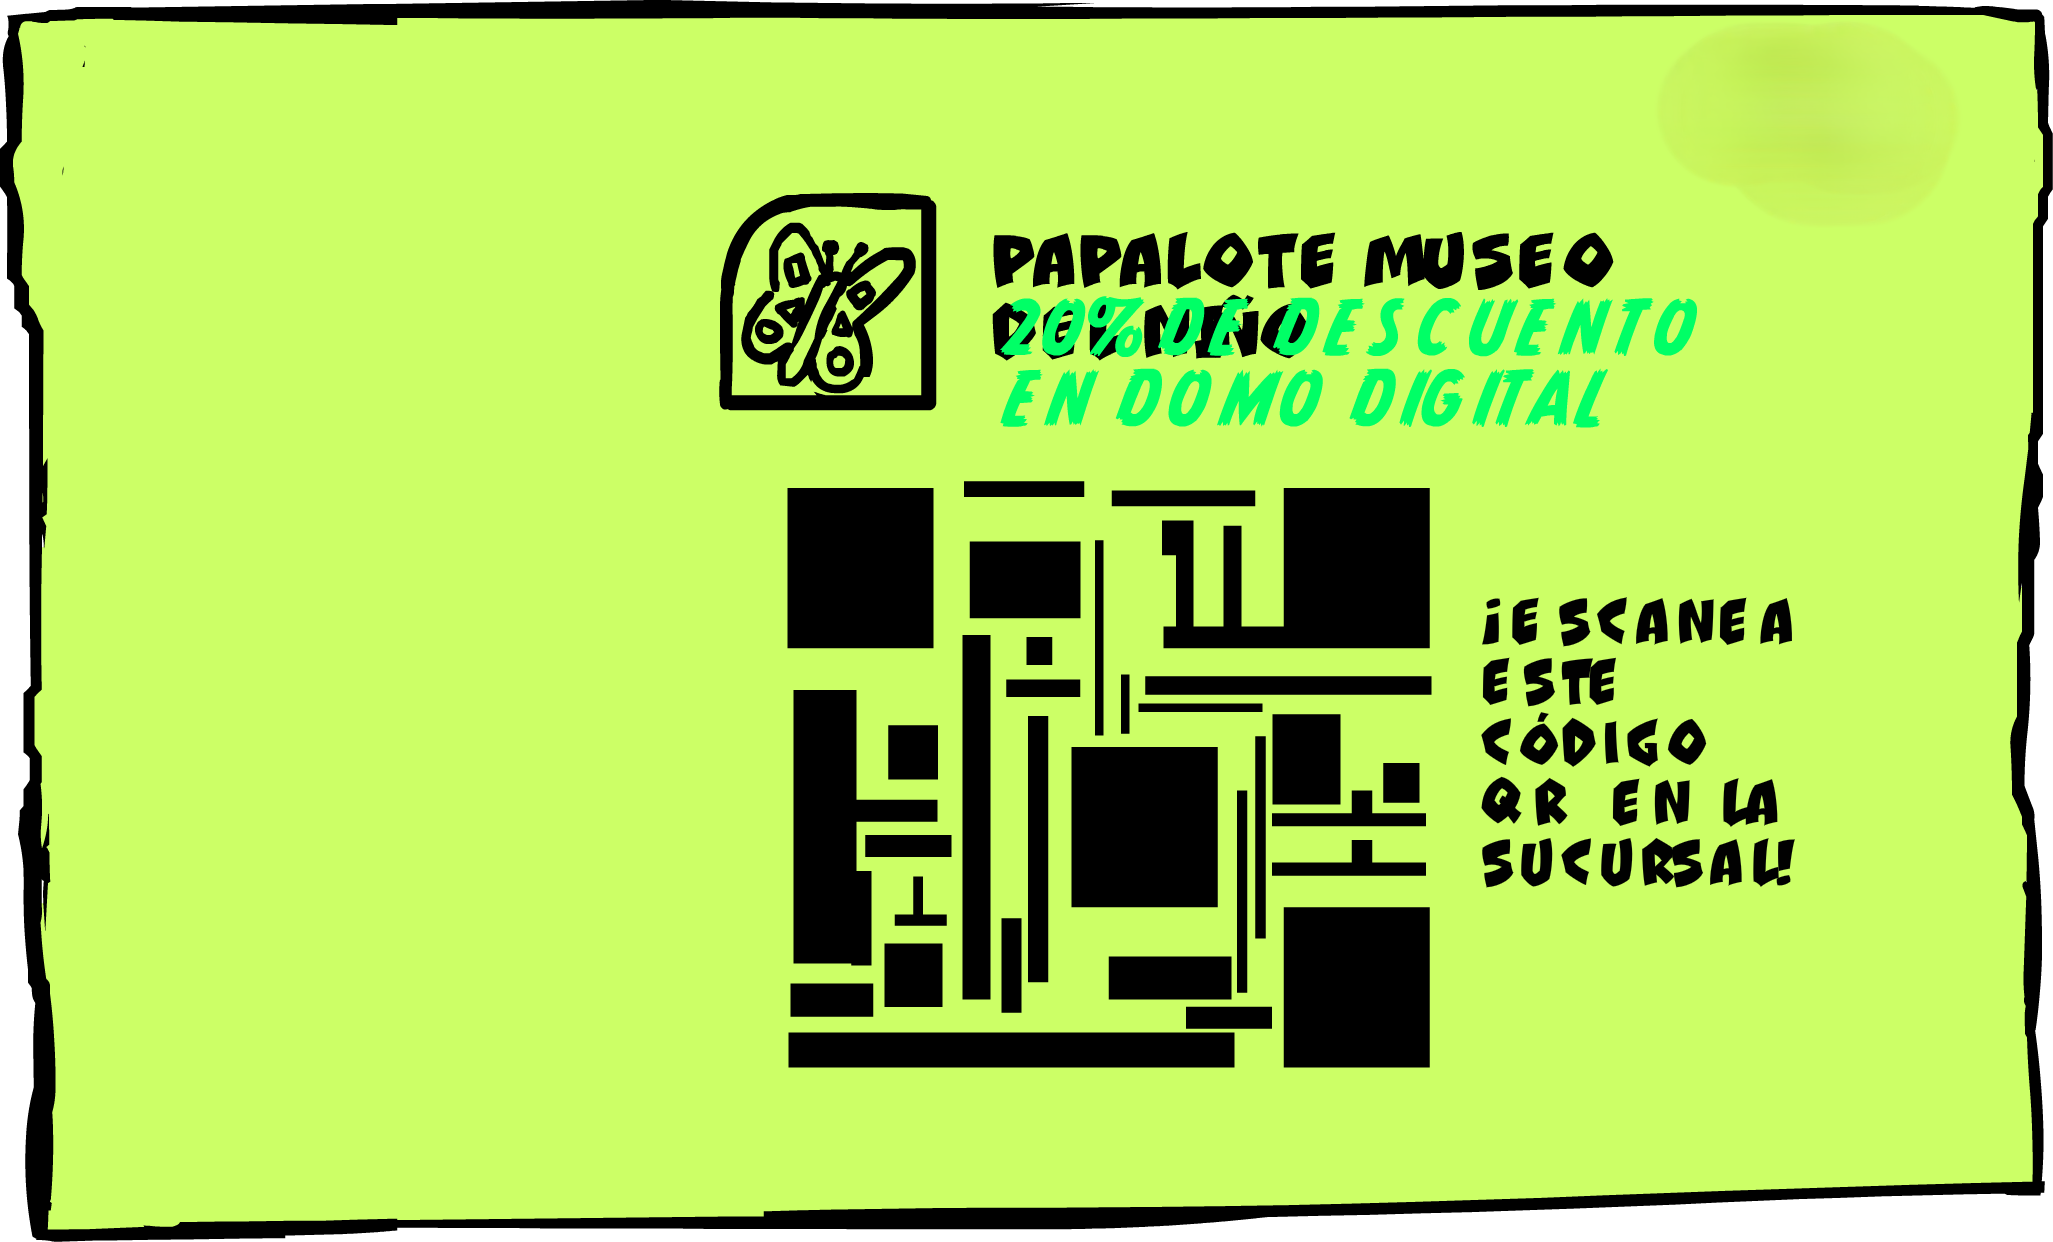 PAPALOTE MUSEO
DEL NIÑO
20% DE DESCUENTO
EN DOMO DIGITAL
¡ESCANEA
ESTE
CÓDIGO
QR EN LA
SUCURSAL!